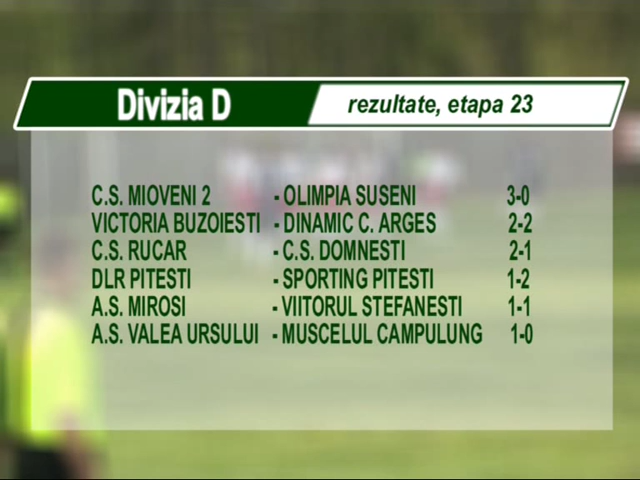 Divizia D
rezultate, etapa 23
C.S. MIOVENI 2 - OLIMPIA SUSENI 3-0
VICTORIA BUZOIESTI - DINAMIC C. ARGES 2-2
C.S. RUCAR - C.S. DOMNESTI 2-1
DLR PITESTI - SPORTING PITESTI 1-2
A.S. MIROSI - VIITORUL STEFANESTI 1-1
A.S. VALEA URSULUI - MUSCELUL CAMPULUNG 1-0